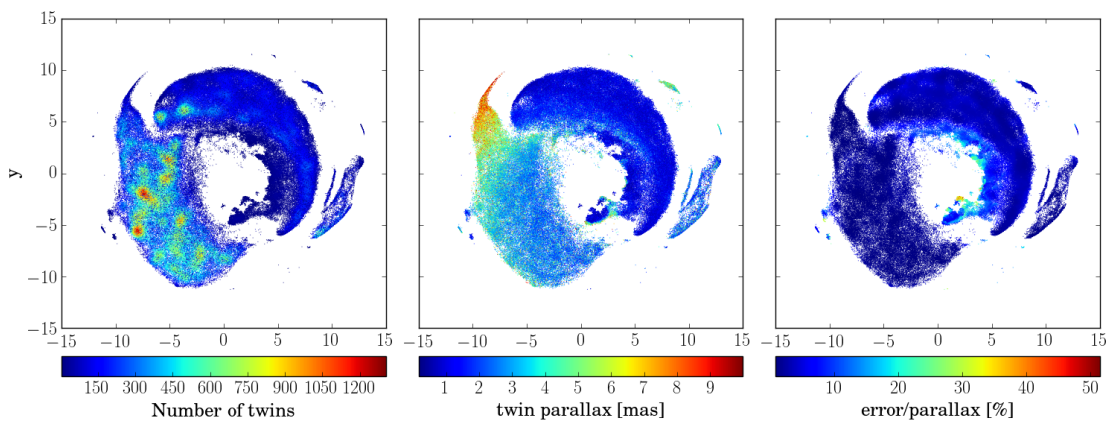 15
10
5
0
−5
−10
−15
y
−15 −10 −5 0 5 10 15
−15 −10 −5 0 5 10 15
−15 −10 −5 0 5 10 15
150 300 450 600 750 900 1050 1200
1 2 3 4 5 6 7 8 9
10 20 30 40 50
Number of twins
twin parallax [mas]
error/parallax [%]